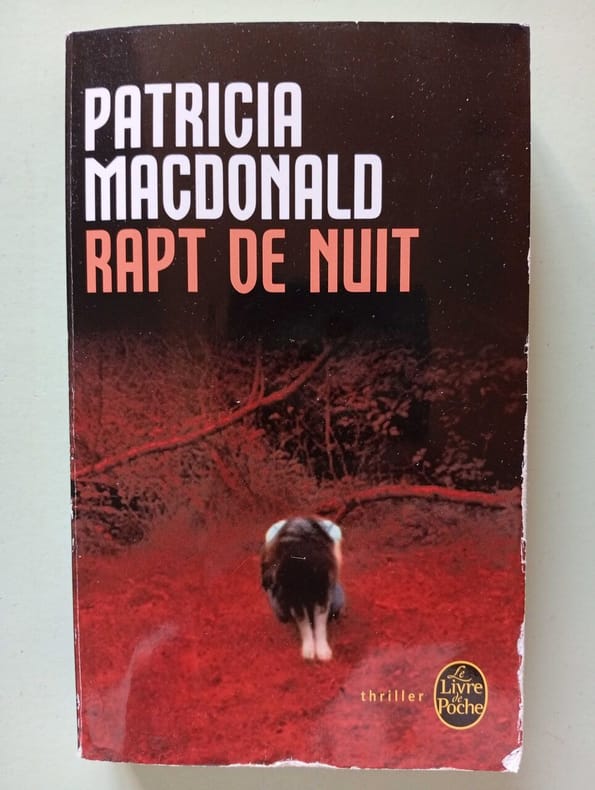 PATRICIA
MACDONALD
RAPT DE NUIT
thriller
Le
Livre
de
Poche